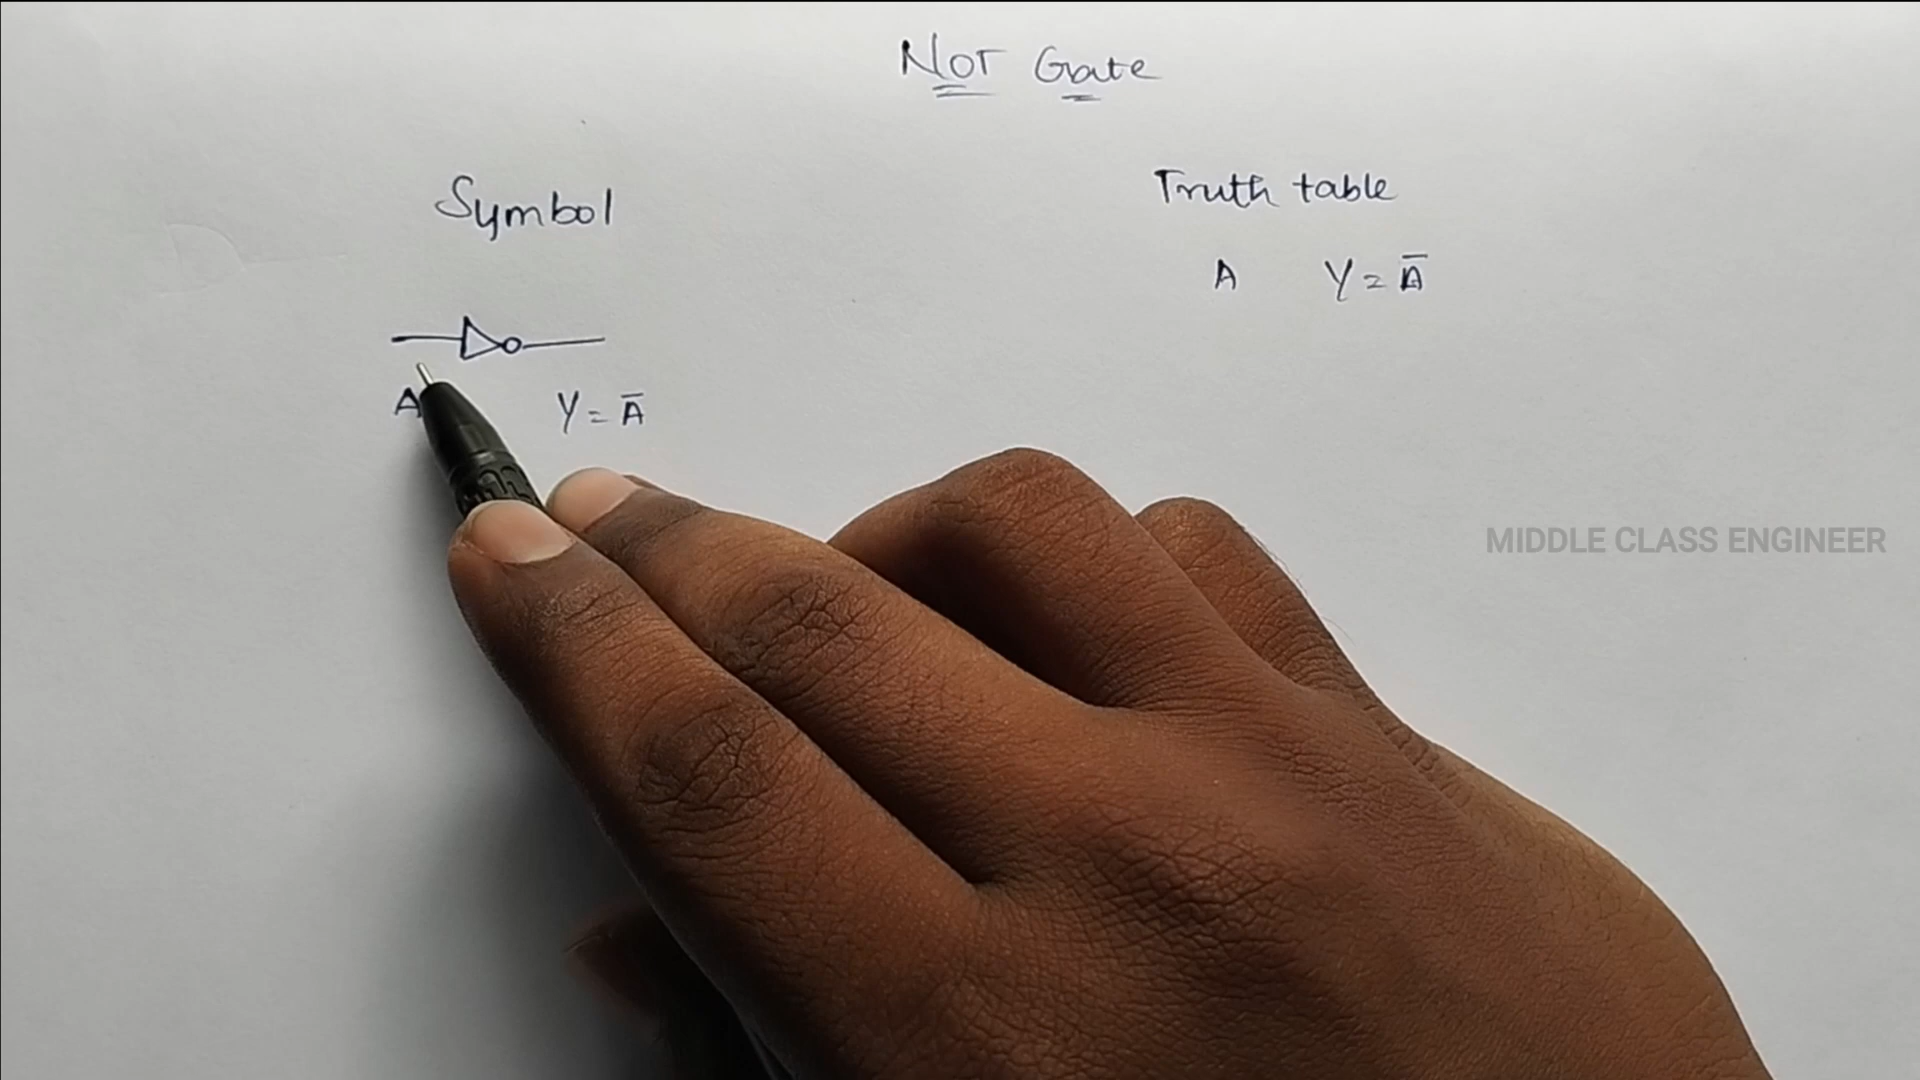 NOT Gate
Symbol
A
Y = A̅
Truth table
A Y = A̅
MIDDLE CLASS ENGINEER